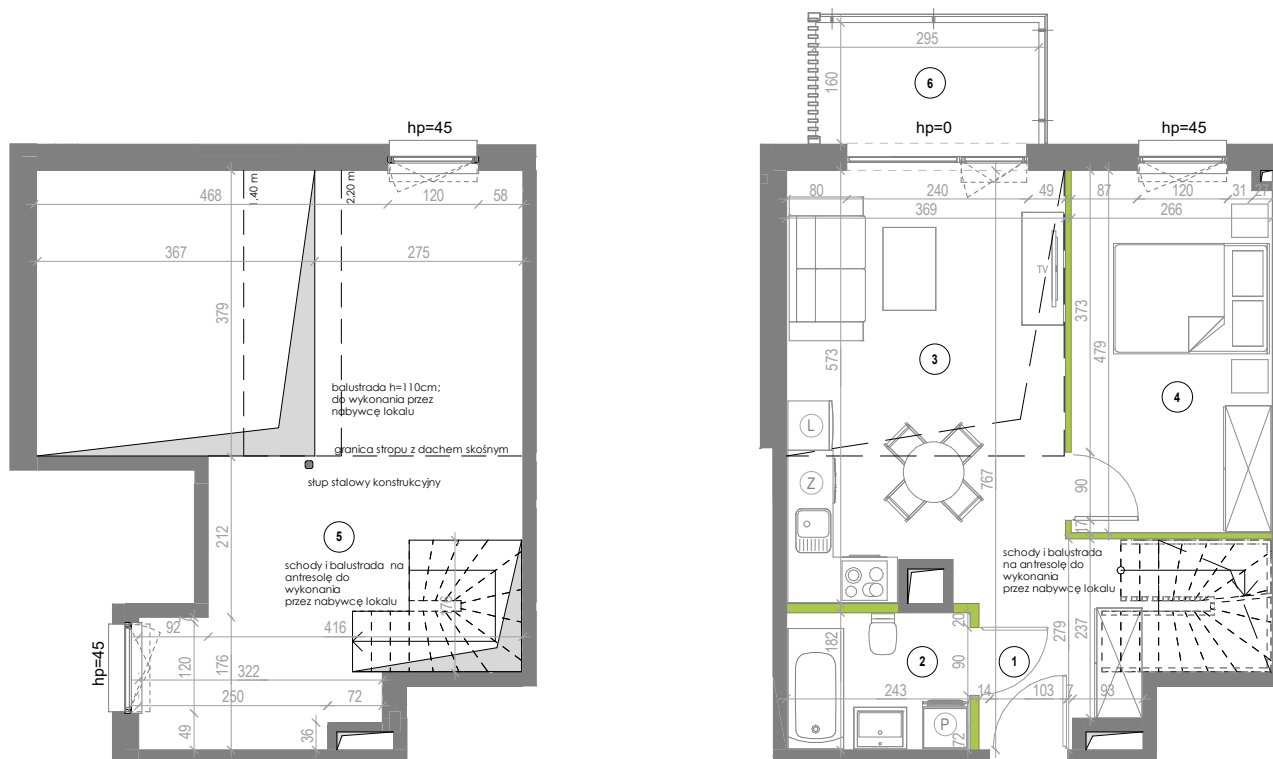 hp=45
468
1,40 m
2,20 m
120
58
367
275
379
balustrada h=110cm;
do wykonania przez
nabywcę lokalu
granica stropu z dachem skośnym
słup stalowy konstrukcyjny
212
5
schody i balustrada na
antresolę do
wykonania
przez nabywcę lokalu
92
416
hp=45
120
176
322
250
72
49
36
295
160
6
hp=0
hp=45
80
240
49
87
120
31
27
369
266
TV
373
573
479
3
4
L
Z
767
90
17
schody i balustrada
na antresolę do
wykonania
przez nabywcę lokalu
182
20
279
237
2
90
1
243
14
103
7
93
P
72